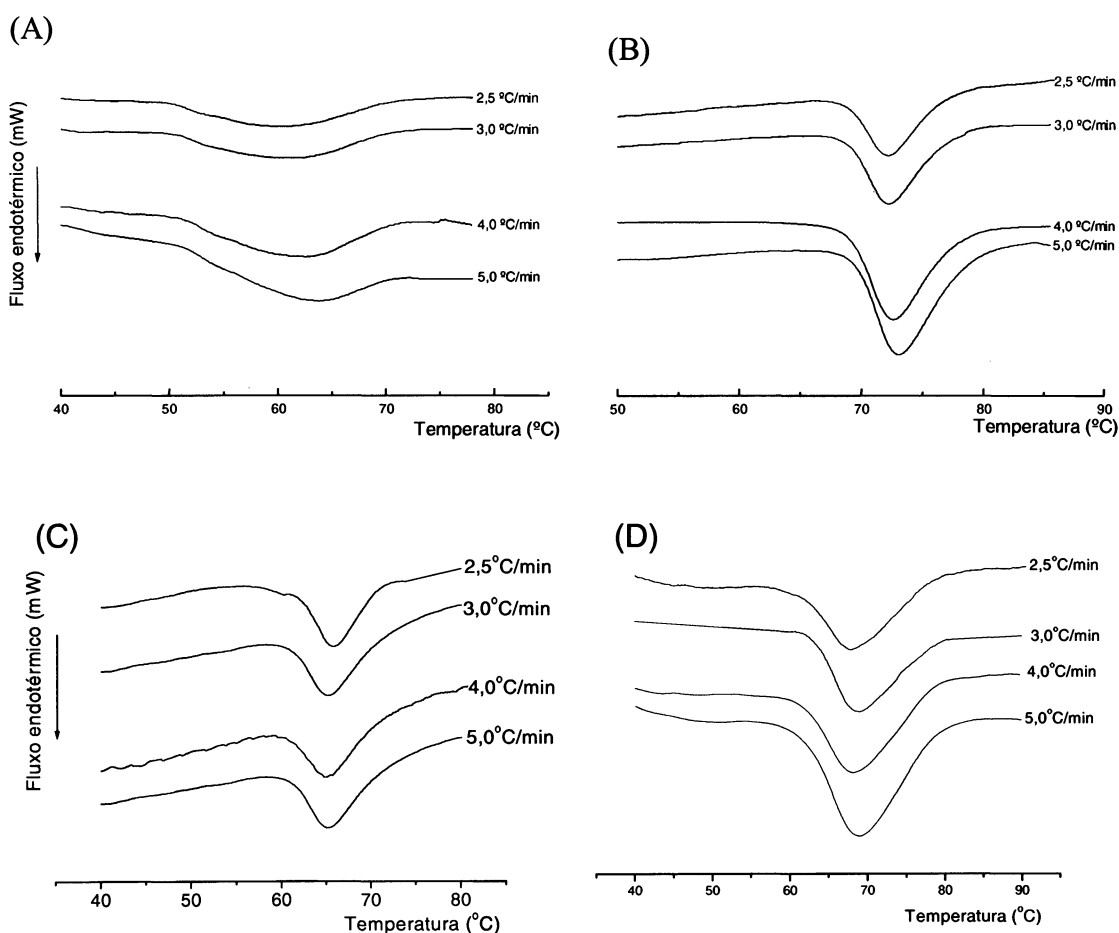 (A)
Fluxo endotérmico (mW)
2,5 ºC/min
3,0 ºC/min
4,0 ºC/min
5,0 ºC/min
40 50 60 70 80
Temperatura (ºC)
(B)
2,5 ºC/min
3,0 ºC/min
4,0 ºC/min
5,0 ºC/min
50 60 70 80 90
Temperatura (ºC)
(C)
Fluxo endotérmico (mW)
2,5°C/min
3,0°C/min
4,0°C/min
5,0°C/min
40 50 60 70 80
Temperatura (°C)
(D)
2,5°C/min
3,0°C/min
4,0°C/min
5,0°C/min
40 50 60 70 80 90
Temperatura (°C)